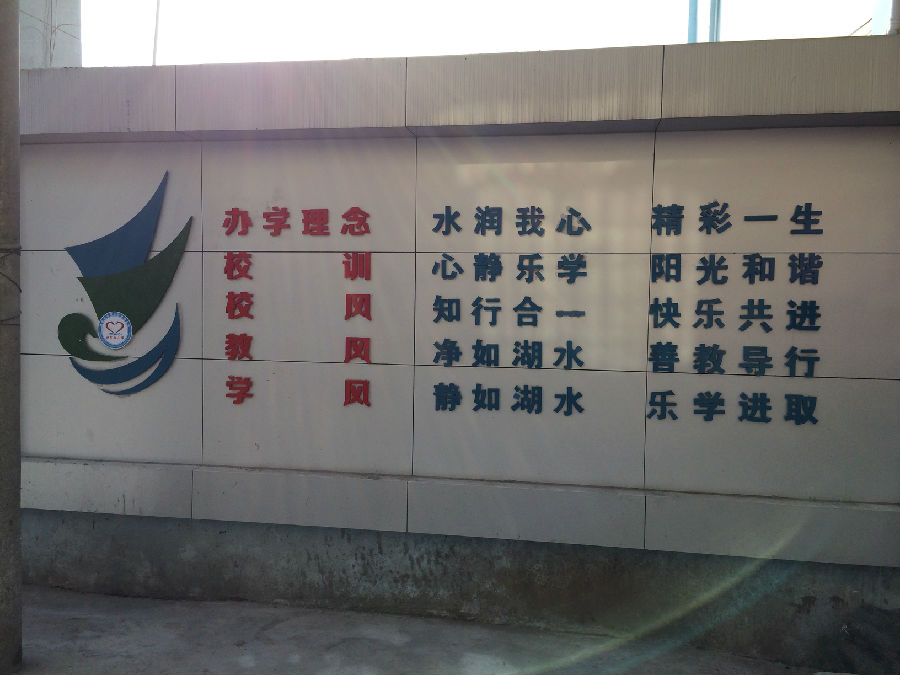 办学理念 水润我心 精彩一生
校训 心静乐学 阳光和谐
校风 知行合一 快乐共进
教风 净如湖水 善教导行
学风 静如湖水 乐学进取